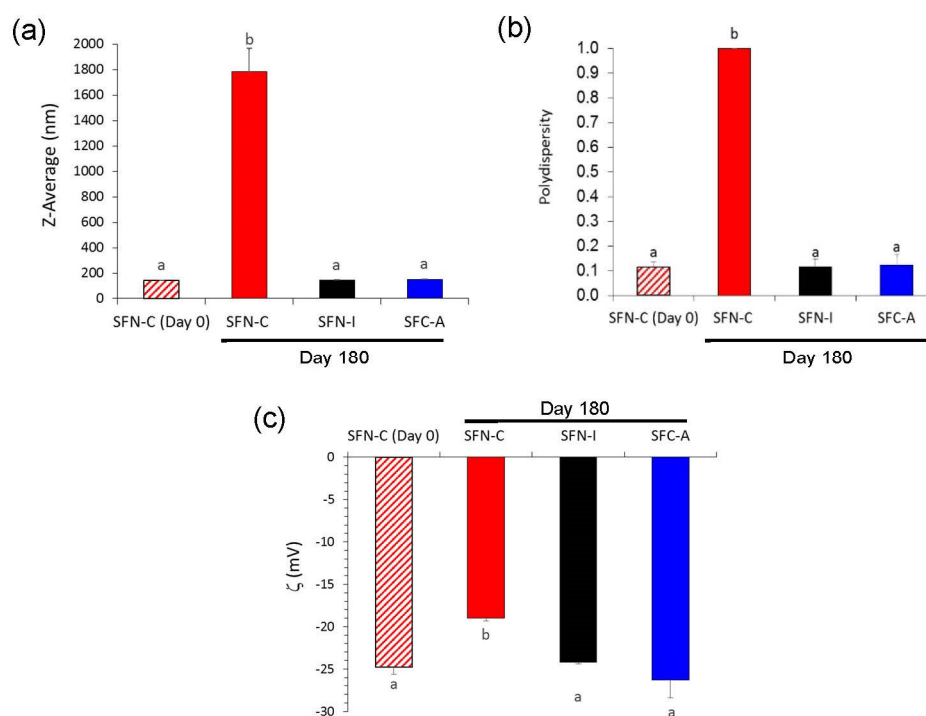 (a)
Z-Average (nm)
2000
1800
1600
1400
1200
1000
800
600
400
200
0
a
b
a
a
SFN-C (Day 0)
SFN-C
SFN-I
SFC-A
Day 180
(b)
Polydispersity
1.0
0.9
0.8
0.7
0.6
0.5
0.4
0.3
0.2
0.1
0.0
a
b
a
a
SFN-C (Day 0)
SFN-C
SFN-I
SFC-A
Day 180
(c)
Day 180
SFN-C (Day 0)
SFN-C
SFN-I
SFC-A
ζ (mV)
0
-5
-10
-15
-20
-25
-30
a
b
a
a